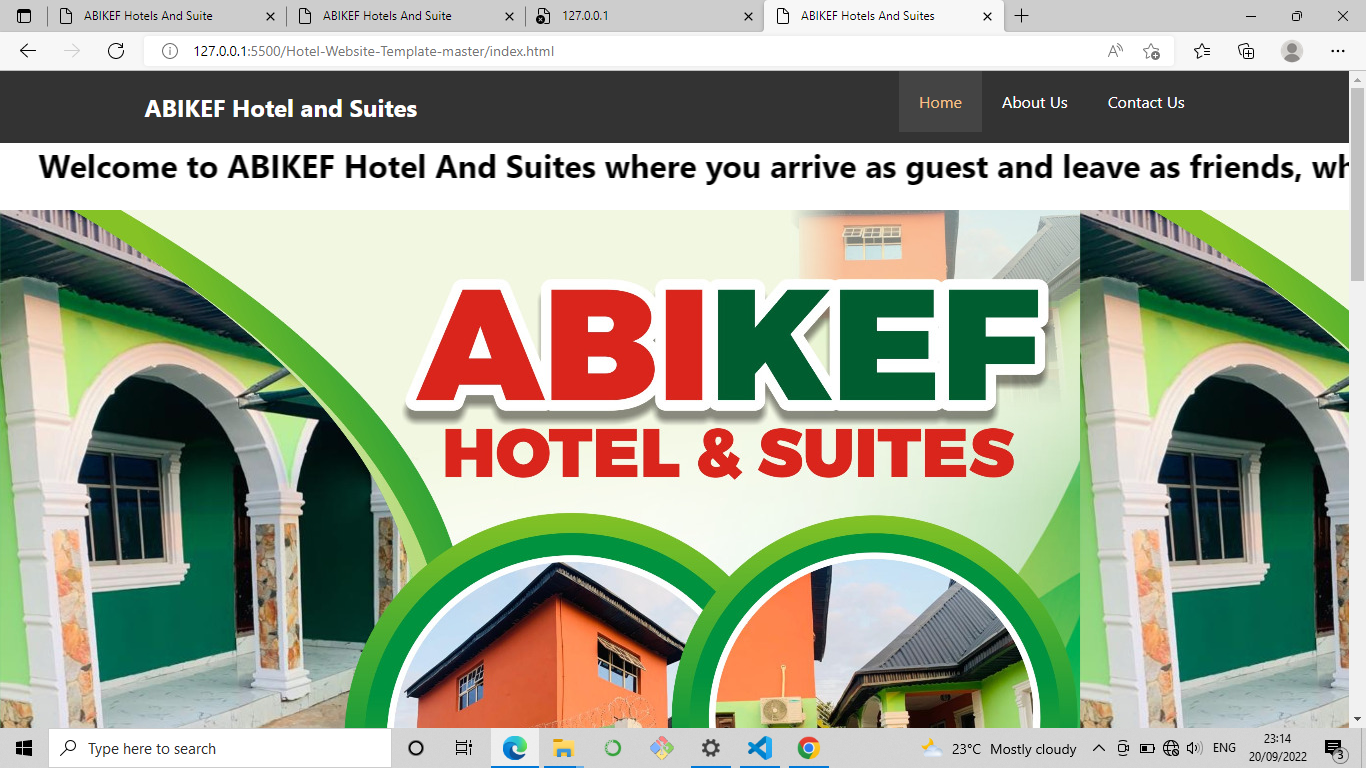 ABIKEF Hotels And Suite
ABIKEF Hotels And Suite
127.0.0.1
ABIKEF Hotels And Suites
127.0.0.1:5500/Hotel-Website-Template-master/index.html
ABIKEF Hotel and Suites
Home
About Us
Contact Us
Welcome to ABIKEF Hotel And Suites where you arrive as guest and leave as friends, wh
ABIKEF
HOTEL & SUITES
Type here to search
23°C Mostly cloudy
ENG
23:14
20/09/2022
3